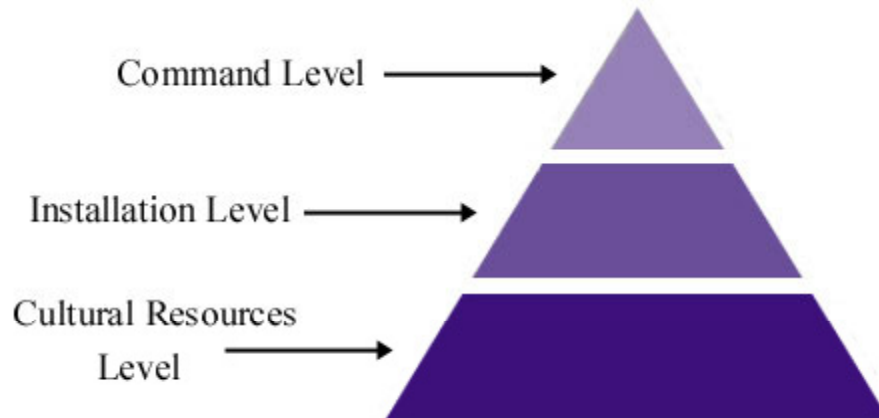 Command Level
Installation Level
Cultural Resources
Level